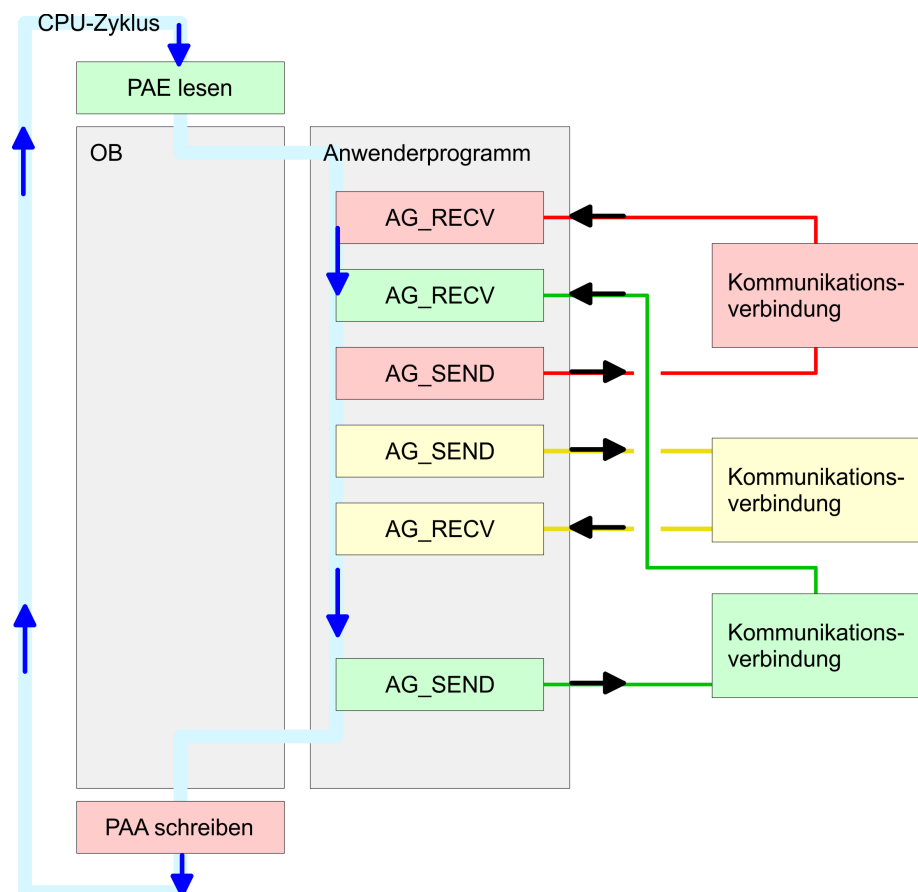 CPU-Zyklus
PAE lesen
OB
Anwenderprogramm
AG_RECV
AG_RECV
AG_SEND
AG_SEND
AG_RECV
AG_SEND
Kommunikations-
verbindung
Kommunikations-
verbindung
Kommunikations-
verbindung
PAA schreiben